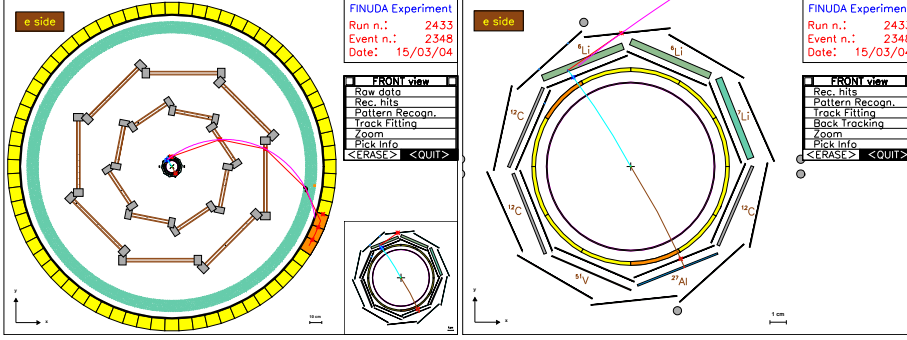 e side
FINUDA Experiment
Run n.: 2433
Event n.: 2348
Date: 15/03/04
FRONT view
Raw data
Rec. hits
Pattern Recogn.
Track Fitting
Zoom
Pick Info
<ERASE> <QUIT>
y
x
10 cm
e side
FINUDA Experimen
Run n.: 2433
Event n.: 2348
Date: 15/03/04
FRONT view
Rec. hits
Pattern Recogn.
Track Fitting
Back Tracking
Zoom
Pick Info
<ERASE> <QUIT>
⁶Li
⁶Li
¹²C
⁷Li
¹²C
¹²C
⁵¹V
²⁷Al
y
x
1 cm